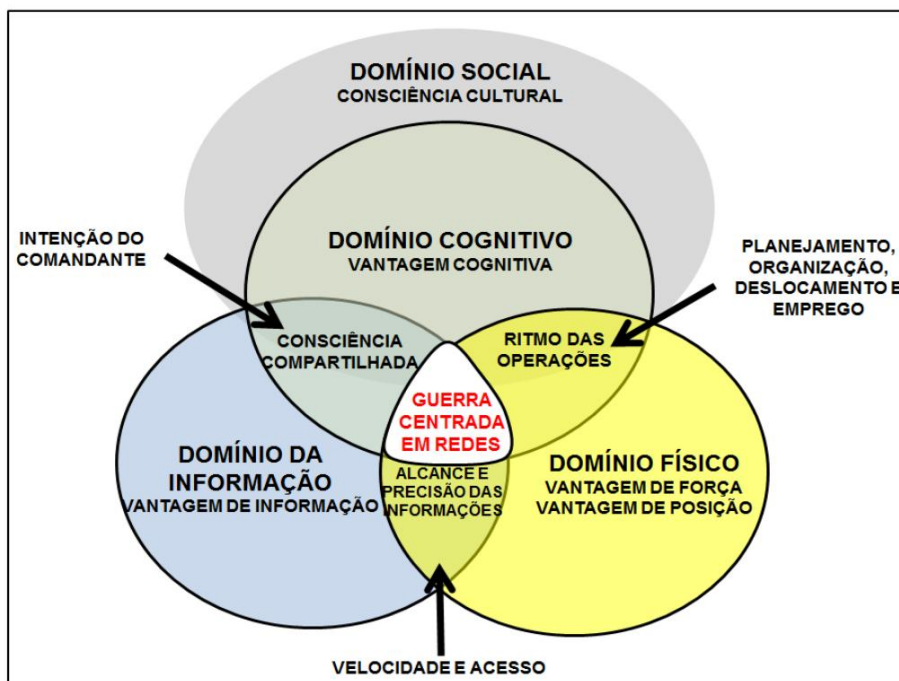 DOMÍNIO SOCIAL
CONSCIÊNCIA CULTURAL
INTENÇÃO DO
COMANDANTE
DOMÍNIO COGNITIVO
VANTAGEM COGNITIVA
PLANEJAMENTO,
ORGANIZAÇÃO,
DESLOCAMENTO E
EMPREGO
CONSCIÊNCIA
COMPARTILHADA
RITMO DAS
OPERAÇÕES
GUERRA
CENTRADA
EM REDES
DOMÍNIO DA
INFORMAÇÃO
VANTAGEM DE INFORMAÇÃO
ALCANCE E
PRECISÃO DAS
INFORMAÇÕES
DOMÍNIO FÍSICO
VANTAGEM DE FORÇA
VANTAGEM DE POSIÇÃO
VELOCIDADE E ACESSO